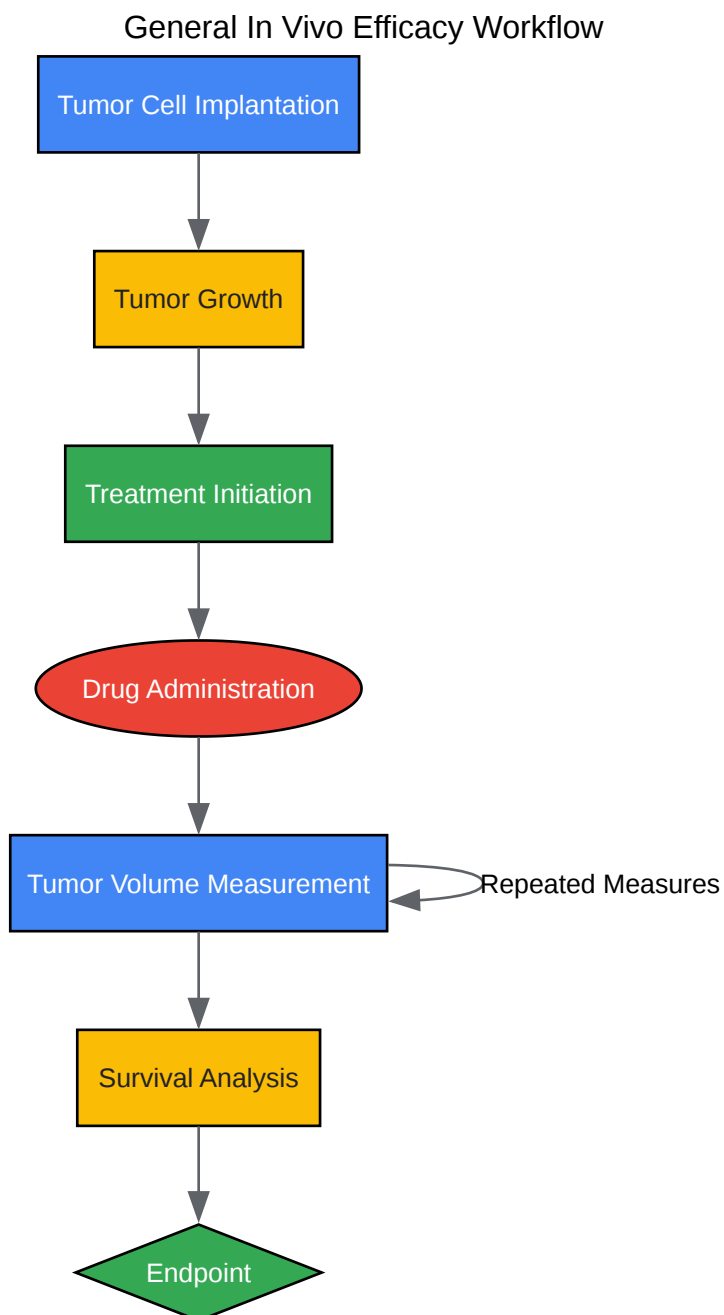 General In Vivo Efficacy Workflow
Tumor Cell Implantation
Tumor Growth
Treatment Initiation
Drug Administration
Tumor Volume Measurement
Repeated Measures
Survival Analysis
Endpoint